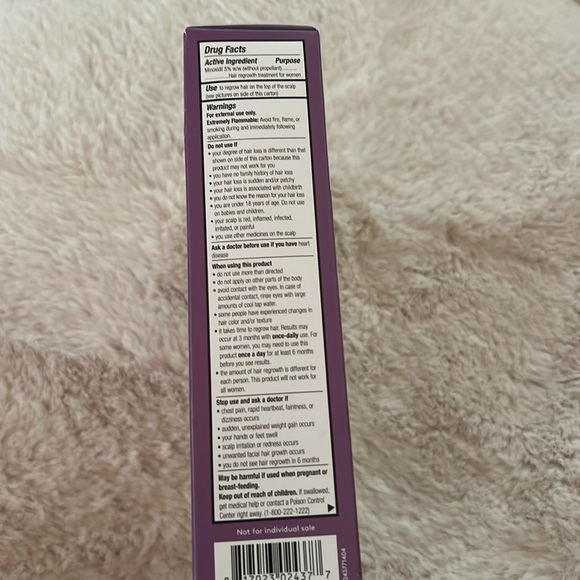 Drug Facts
Active ingredient Purpose
Minoxidil 5% w/w (without propellant)
Hair regrowth treatment for women
Use to regrow hair on the top of the scalp
(see pictures on side of this carton)
Warnings
For external use only.
Extremely Flammable: Avoid fire, flame, or
smoking during and immediately following
application.
Do not use if
• your degree of hair loss is different than that
shown on side of this carton because this
product may not work for you
• you have no family history of hair loss
• your hair loss is sudden and/or patchy
• your hair loss is associated with childbirth
• you do not know the reason for your hair loss
• you are under 18 years of age. Do not use
on babies and children.
• your scalp is red, inflamed, infected,
irritated, or painful
• you use other medicines on the scalp
Ask a doctor before use if you have heart
disease
When using this product
• do not use more than directed
• do not apply on other parts of the body
• avoid contact with the eyes. In case of
accidental contact, rinse eyes with large
amounts of cool tap water.
• some people have experienced changes in
hair color and/or texture
• it takes time to regrow hair. Results may
occur at 3 months with once-daily use. For
some women, you may need to use this
product once a day for at least 6 months
before you see results.
• the amount of hair regrowth is different for
each person. This product will not work for
all women.
Stop use and ask a doctor if
• chest pain, rapid heartbeat, faintness, or
dizziness occurs
• sudden, unexplained weight gain occurs
• your hands or feet swell
• scalp irritation or redness occurs
• unwanted facial hair growth occurs
• you do not see hair regrowth in 6 months
May be harmful if used when pregnant or
breast-feeding.
Keep out of reach of children. If swallowed,
get medical help or contact a Poison Control
Center right away. (1-800-222-1222)
Not for individual sale
17023 02437 7